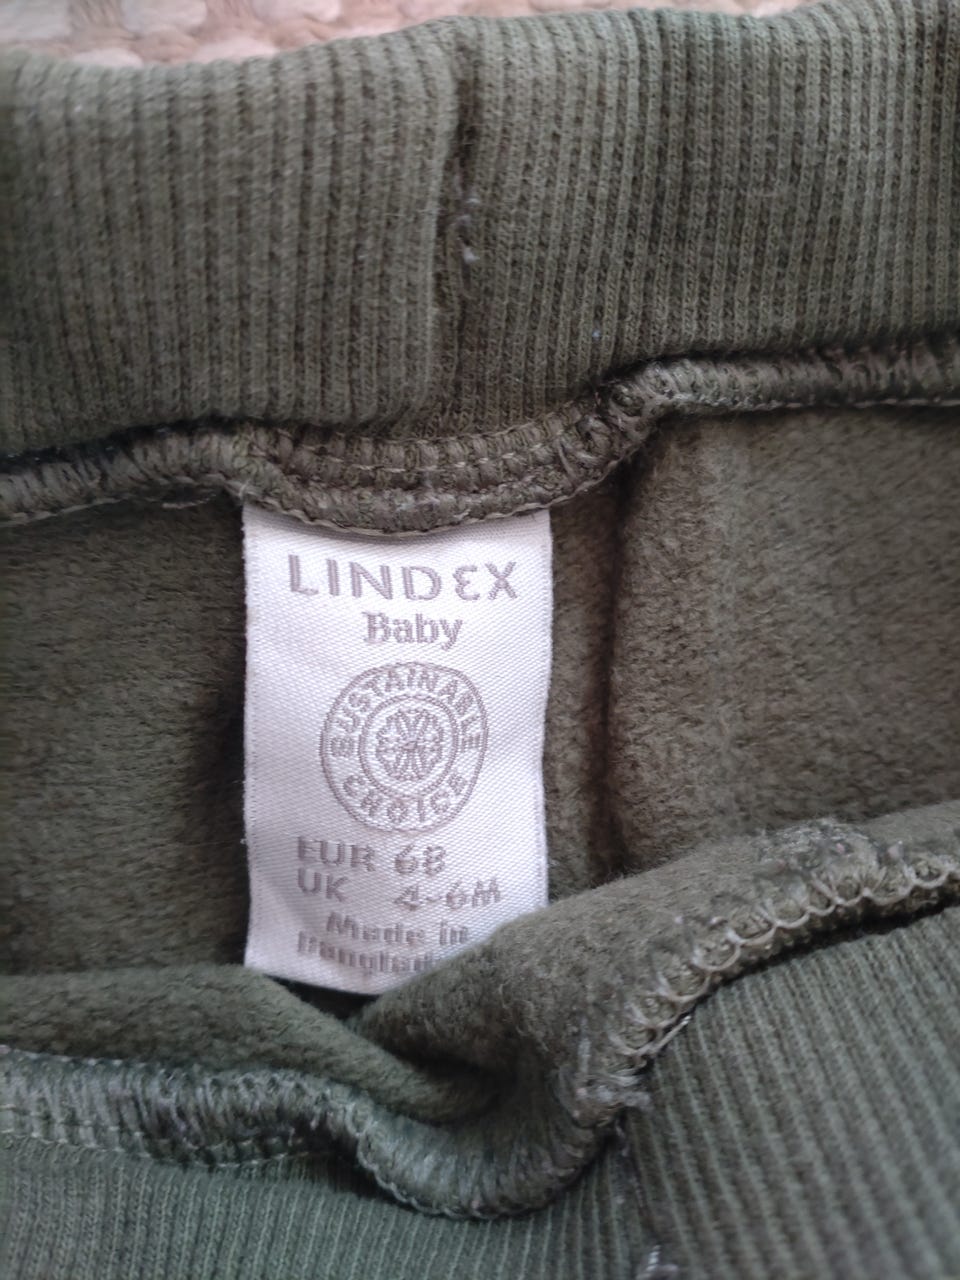 LINDEX
Baby
SUSTAINABLE
CHOICE
EUR 68
UK 4-6M
Made in